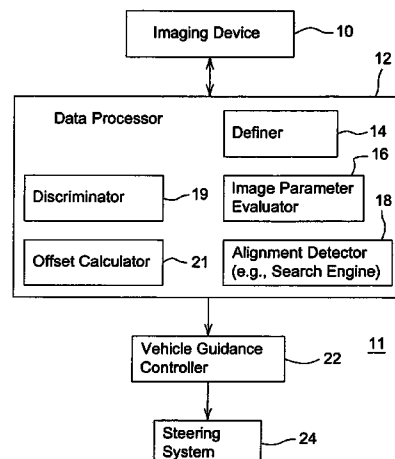 Imaging Device
10
12
Data Processor
Definer
14
16
Discriminator
19
Image Parameter
Evaluator
18
Offset Calculator
21
Alignment Detector
(e.g., Search Engine)
Vehicle Guidance
Controller
22
11
Steering
System
24